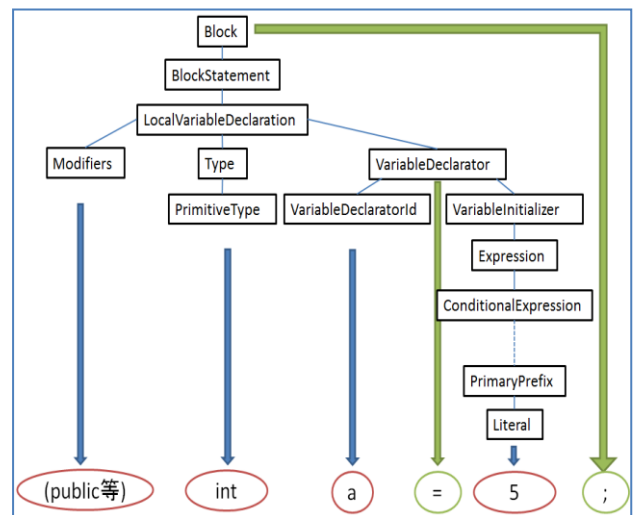 Block
BlockStatement
LocalVariableDeclaration
Modifiers
Type
VariableDeclarator
PrimitiveType
VariableDeclaratorId
VariableInitializer
Expression
ConditionalExpression
PrimaryPrefix
Literal
(public等)
int
a
=
5
;